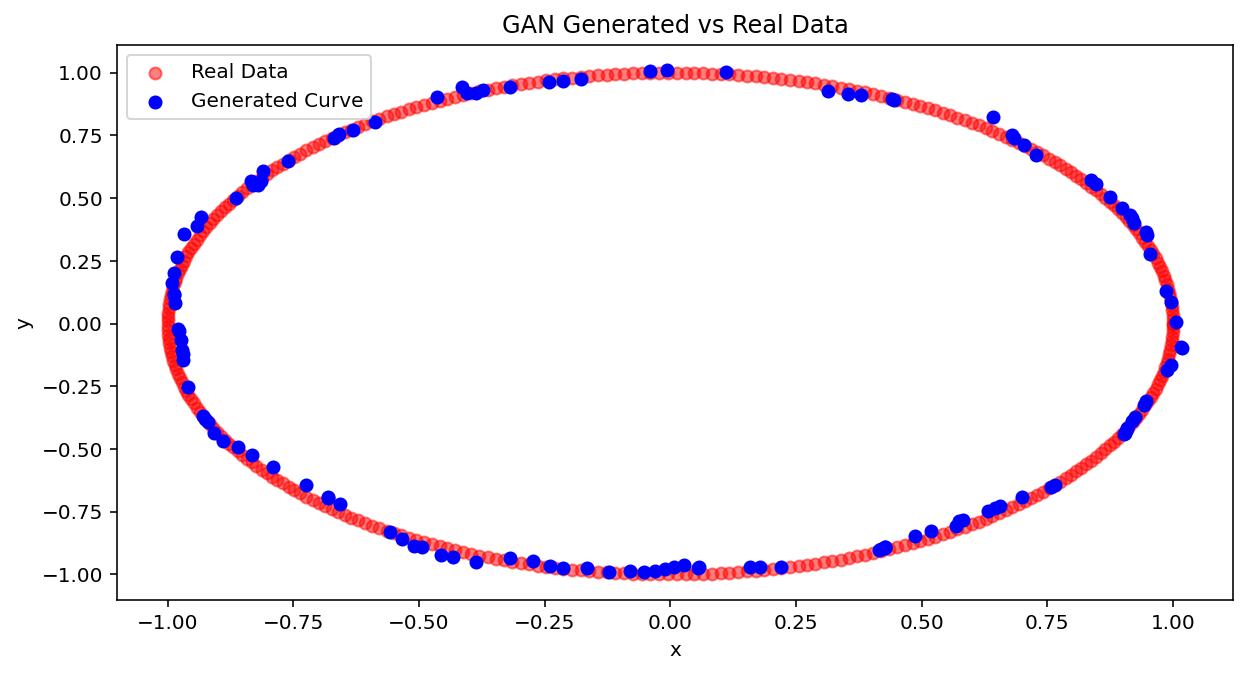 GAN Generated vs Real Data
Real Data
Generated Curve
1.00
0.75
0.50
0.25
0.00
−0.25
−0.50
−0.75
−1.00
y
−1.00 −0.75 −0.50 −0.25 0.00 0.25 0.50 0.75 1.00
x